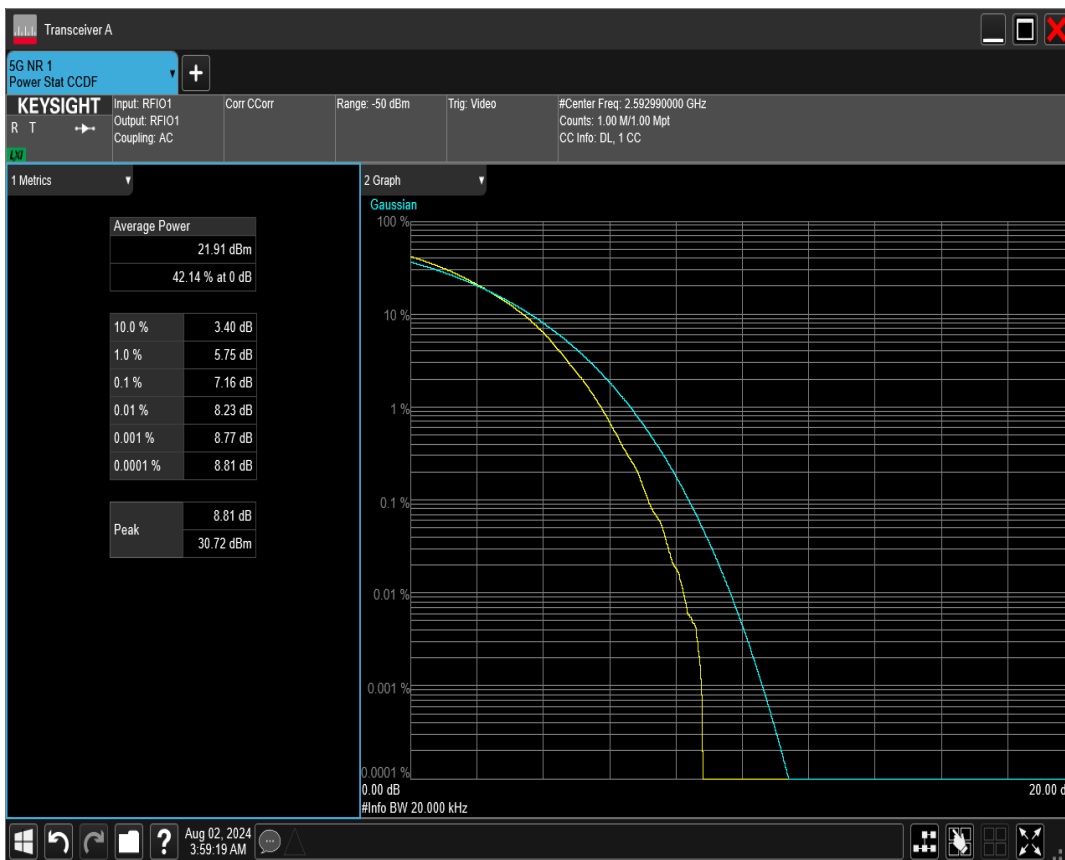 Transceiver A
5G NR 1
Power Stat CCDF
+
KEYSIGHT
R T
LXI
Input: RFIO1
Output: RFIO1
Coupling: AC
Corr CCorr
Range: -50 dBm
Trig: Video
#Center Freq: 2.592990000 GHz
Counts: 1.00 M/1.00 Mpt
CC Info: DL, 1 CC
1 Metrics
Average Power
21.91 dBm
42.14 % at 0 dB
10.0 % 3.40 dB
1.0 % 5.75 dB
0.1 % 7.16 dB
0.01 % 8.23 dB
0.001 % 8.77 dB
0.0001 % 8.81 dB
Peak 8.81 dB
30.72 dBm
2 Graph
Gaussian
100 %
10 %
1 %
0.1 %
0.01 %
0.001 %
0.0001 %
0.00 dB 20.00 d
#Info BW 20.000 kHz
?
Aug 02, 2024
3:59:19 AM